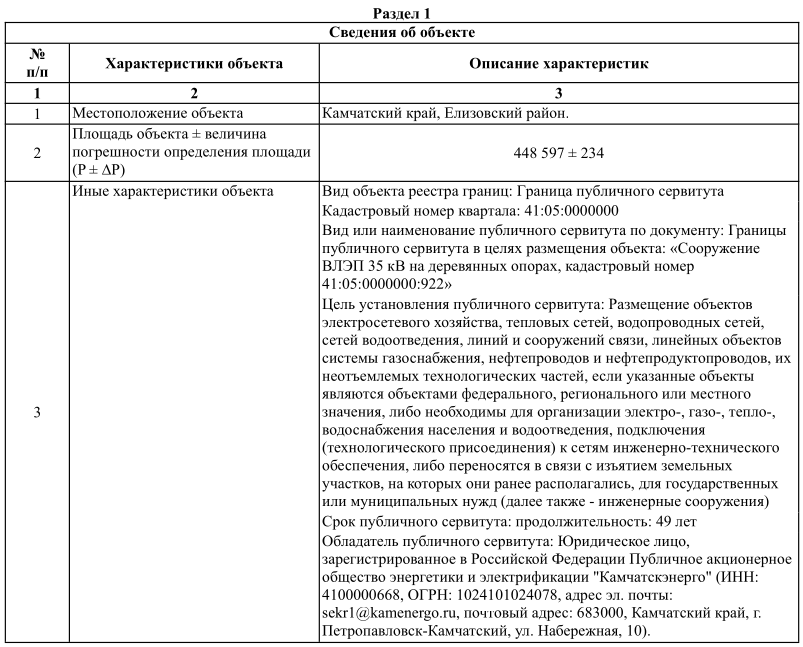 Раздел 1
Сведения об объекте
№ п/п
Характеристики объекта
Описание характеристик
1
2
3
1
Местоположение объекта
Камчатский край, Елизовский район.
2
Площадь объекта ± величина
погрешности определения площади
(P ± ∆P)
448 597 ± 234
3
Иные характеристики объекта
Вид объекта реестра границ: Граница публичного сервитута
Кадастровый номер квартала: 41:05:0000000
Вид или наименование публичного сервитута по документу: Границы
публичного сервитута в целях размещения объекта: «Сооружение
ВЛЭП 35 кВ на деревянных опорах, кадастровый номер
41:05:0000000:922»
Цель установления публичного сервитута: Размещение объектов
электросетевого хозяйства, тепловых сетей, водопроводных сетей,
сетей водоотведения, линий и сооружений связи, линейных объектов
системы газоснабжения, нефтепроводов и нефтепродуктопроводов, их
неотъемлемых технологических частей, если указанные объекты
являются объектами федерального, регионального или местного
значения, либо необходимы для организации электро-, газо-, тепло-,
водоснабжения населения и водоотведения, подключения
(технологического присоединения) к сетям инженерно-технического
обеспечения, либо переносятся в связи с изъятием земельных
участков, на которых они ранее располагались, для государственных
или муниципальных нужд (далее также - инженерные сооружения)
Срок публичного сервитута: продолжительность: 49 лет
Обладатель публичного сервитута: Юридическое лицо,
зарегистрированное в Российской Федерации Публичное акционерное
общество энергетики и электрификации "Камчатскэнерго" (ИНН:
4100000668, ОГРН: 1024101024078, адрес эл. почты:
sekr1@kamenergo.ru, почтовый адрес: 683000, Камчатский край, г.
Петропавловск-Камчатский, ул. Набережная, 10).